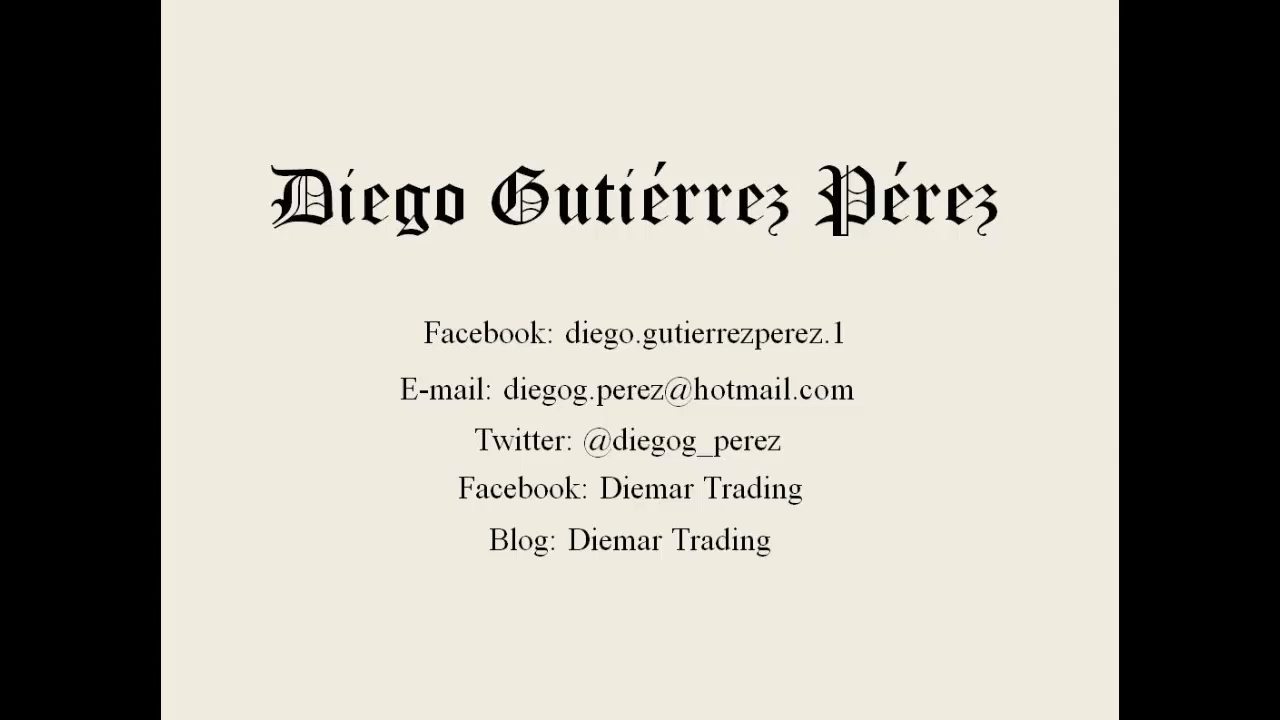 Diego Gutiérrez Pérez
Facebook: diego.gutierrezperez.1
E-mail: diegog.perez@hotmail.com
Twitter: @diegog_perez
Facebook: Diemar Trading
Blog: Diemar Trading